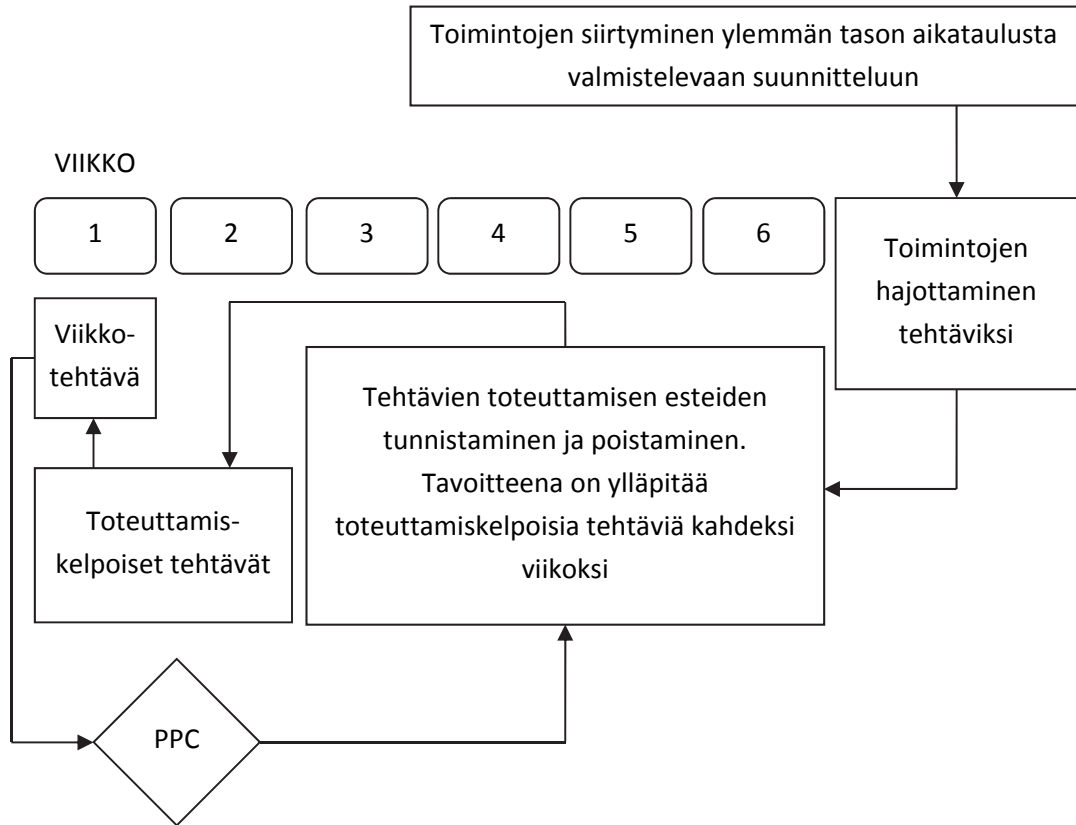 Toimintojen siirtyminen ylemmän tason aikataulusta
valmistelevaan suunnitteluun
VIIKKO
1 2 3 4 5 6
Toimintojen
hajottaminen
tehtäviksi
Viikko-
tehtävä
Tehtävien toteuttamisen esteiden
tunnistaminen ja poistaminen.
Tavoitteena on ylläpitää
toteuttamiskelpoisia tehtäviä kahdeksi
viikoksi
Toteuttamis-
kelpoiset tehtävät
PPC